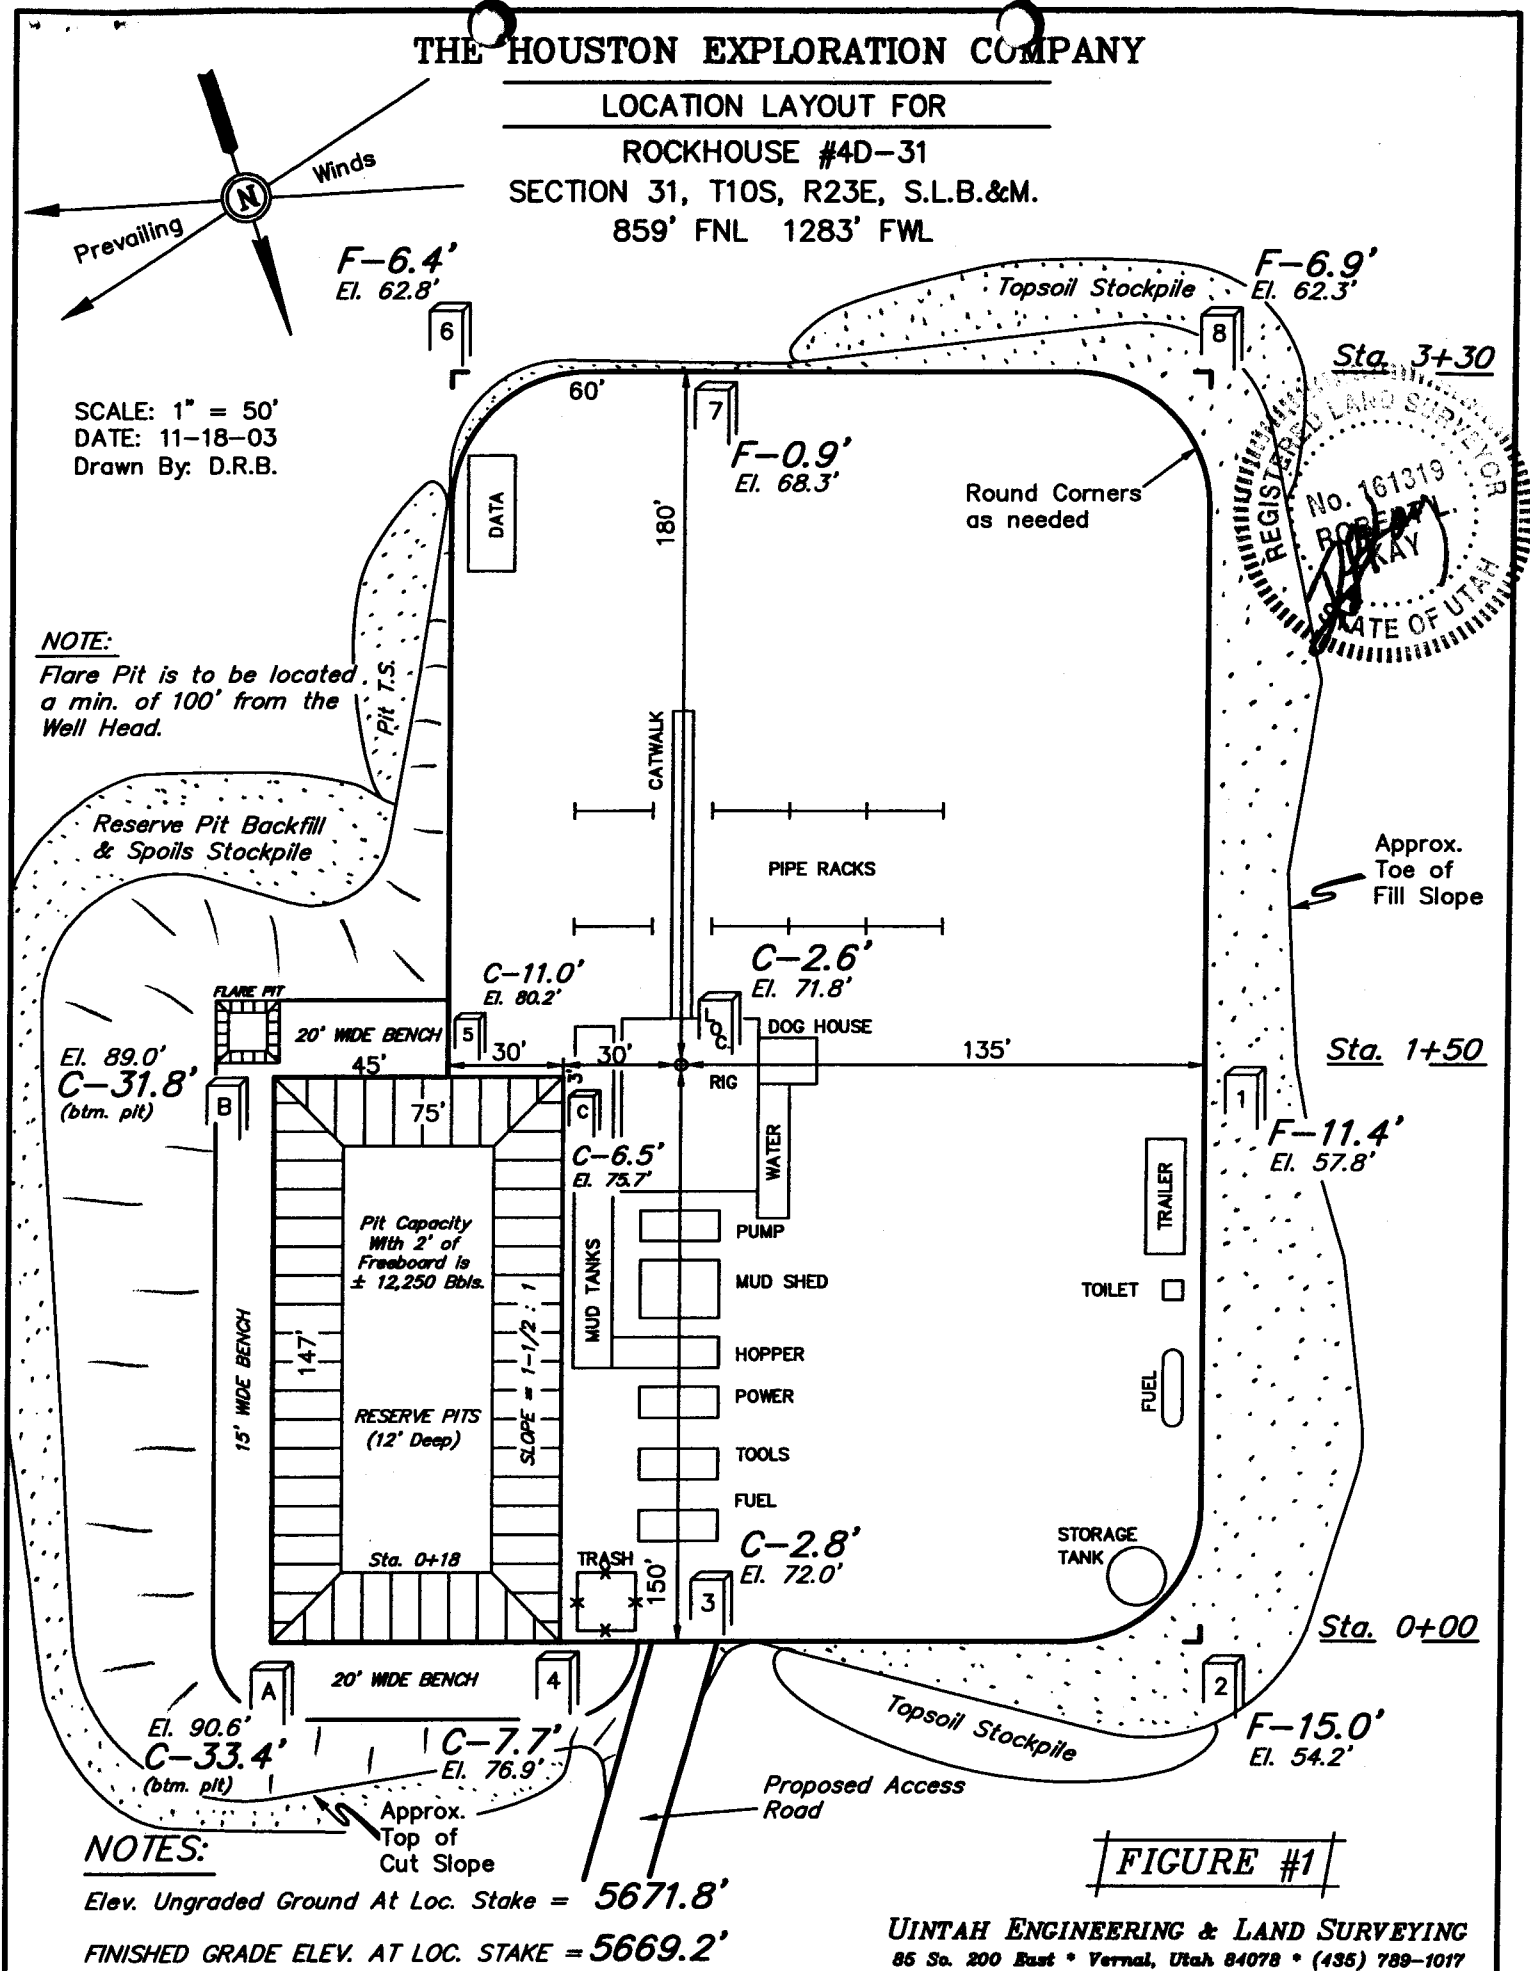 THE HOUSTON EXPLORATION COMPANY
LOCATION LAYOUT FOR
ROCKHOUSE #4D-31
SECTION 31, T10S, R23E, S.L.B.&M.
859' FNL 1283' FWL
N
Winds
Prevailing
SCALE: 1" = 50'
DATE: 11-18-03
Drawn By: D.R.B.
F-6.4'
El. 62.8'
6
Topsoil Stockpile
F-6.9'
El. 62.3'
8
Sta. 3+30
60'
7
F-0.9'
El. 68.3'
180'
DATA
Round Corners
as needed
REGISTERED LAND SURVEYOR
No. 161319
ROBERT L.
KAY
STATE OF UTAH
NOTE:
Flare Pit is to be located
a min. of 100' from the
Well Head.
Pit T.S.
CATWALK
Reserve Pit Backfill
& Spoils Stockpile
PIPE RACKS
Approx.
Toe of
Fill Slope
C-11.0'
El. 80.2'
5
C-2.6'
El. 71.8'
LOC.
DOG HOUSE
FLARE PIT
20' WIDE BENCH
45'
30'
30'
3'
135'
RIG
Sta. 1+50
El. 89.0'
C-31.8'
(btm. pit)
B
75'
C
C-6.5'
El. 75.7'
WATER
1
F-11.4'
El. 57.8'
TRAILER
Pit Capacity
With 2' of
Freeboard is
± 12,250 Bbls.
MUD TANKS
PUMP
MUD SHED
TOILET
SLOPE = 1-1/2 : 1
15' WIDE BENCH
147'
HOPPER
POWER
FUEL
RESERVE PITS
(12' Deep)
TOOLS
FUEL
Sta. 0+18
TRASH
150'
C-2.8'
El. 72.0'
3
STORAGE
TANK
Sta. 0+00
A
20' WIDE BENCH
4
2
El. 90.6'
C-33.4'
(btm. pit)
C-7.7'
El. 76.9'
Topsoil Stockpile
F-15.0'
El. 54.2'
Approx.
Top of
Cut Slope
Proposed Access
Road
NOTES:
Elev. Ungraded Ground At Loc. Stake = 5671.8'
FINISHED GRADE ELEV. AT LOC. STAKE = 5669.2'
FIGURE #1
UINTAH ENGINEERING & LAND SURVEYING
85 So. 200 East * Vernal, Utah 84078 * (435) 789-1017